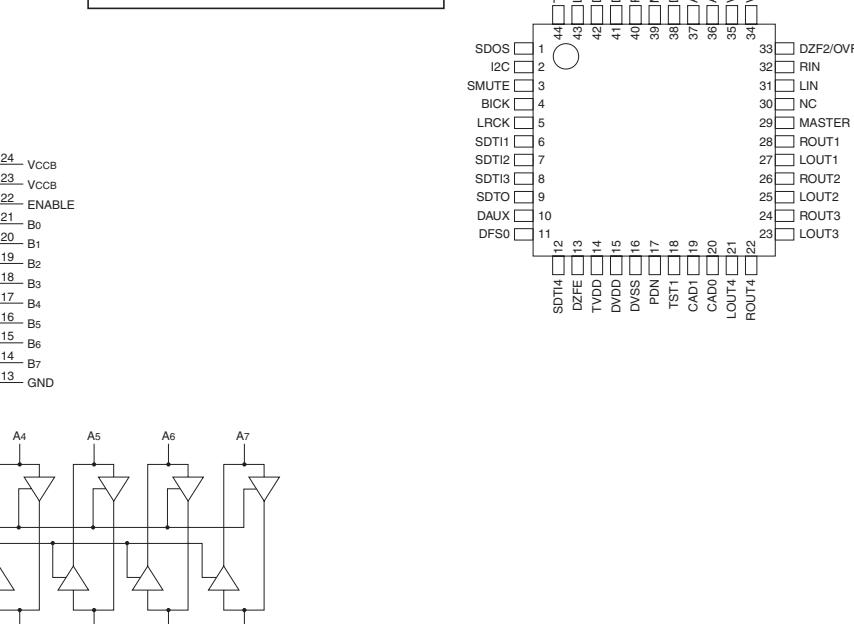 44 43 42 41 40 39 38 37 36 35 34
SDOS 1
I2C 2
SMUTE 3
BICK 4
LRCK 5
SDTI1 6
SDTI2 7
SDTI3 8
SDTO 9
DAUX 10
DFS0 11
33 DZF2/OVF
32 RIN
31 LIN
30 NC
29 MASTER
28 ROUT1
27 LOUT1
26 ROUT2
25 LOUT2
24 ROUT3
23 LOUT3
12 13 14 15 16 17 18 19 20 21 22
SDTI4 DZFE TVDD DVDD DVSS PDN TST1 CAD1 CAD0 LOUT4 ROUT4
24 VCCB
23 VCCB
22 ENABLE
21 B0
20 B1
19 B2
18 B3
17 B4
16 B5
15 B6
14 B7
13 GND
A4 A5 A6 A7